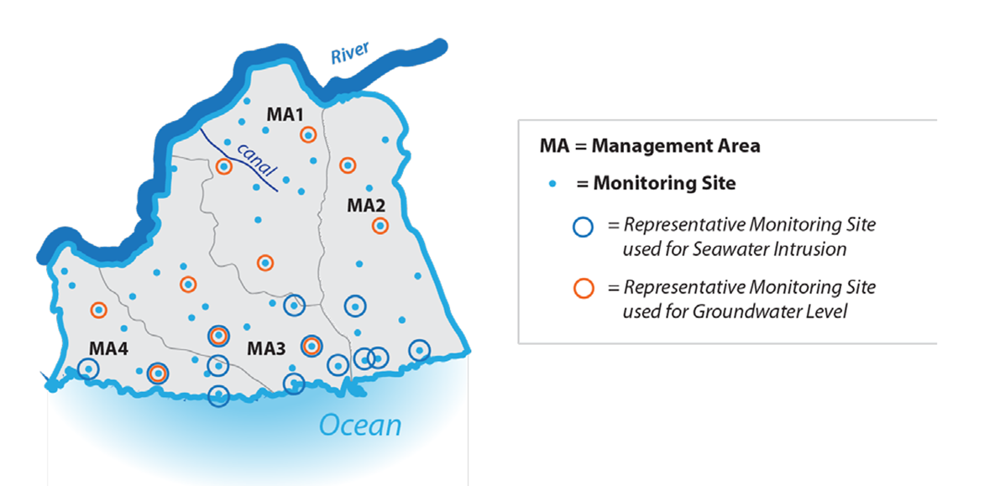 River
MA1
canal
MA2
MA3
MA4
Ocean
MA = Management Area
= Monitoring Site
= Representative Monitoring Site
used for Seawater Intrusion
= Representative Monitoring Site
used for Groundwater Level